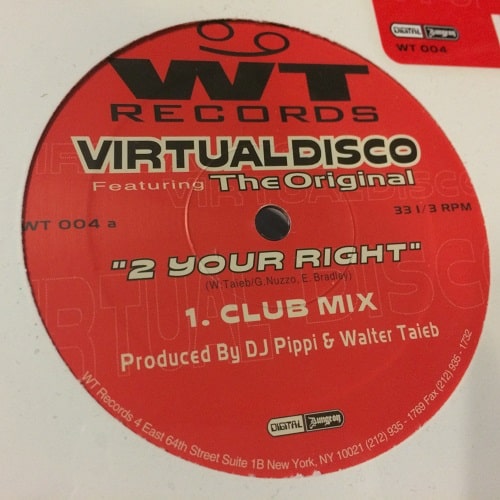 DIGITAL Dungeon
WT 004
WT
RECORDS
VIRTUALDISCO
Featuring The Original
WT 004 a
33 1/3 RPM
"2 YOUR RIGHT"
(W.Taieb/G.Nuzzo, E. Bradley)
1. CLUB MIX
Produced By DJ Pippi & Walter Taieb
DIGITAL Dungeon
WT Records 4 East 64th Street Suite 1B New York, NY 10021 (212) 935 - 1769 Fax (212) 935 - 1732